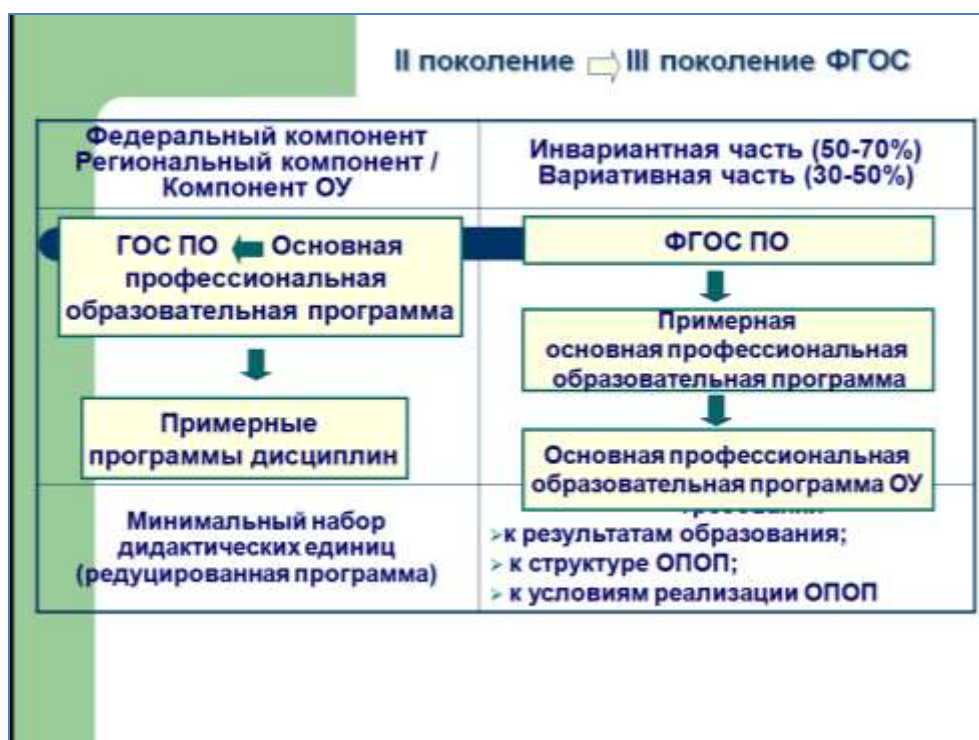 II поколение III поколение ФГОС
Федеральный компонент
Региональный компонент /
Компонент ОУ
Инвариантная часть (50-70%)
Вариативная часть (30-50%)
ГОС ПО Основная
профессиональная
образовательная программа
Примерные
программы дисциплин
ФГОС ПО
Примерная
основная профессиональная
образовательная программа
Основная профессиональная
образовательная программа ОУ
Минимальный набор
дидактических единиц
(редуцированная программа)
к результатам образования;
к структуре ОПОП;
к условиям реализации ОПОП